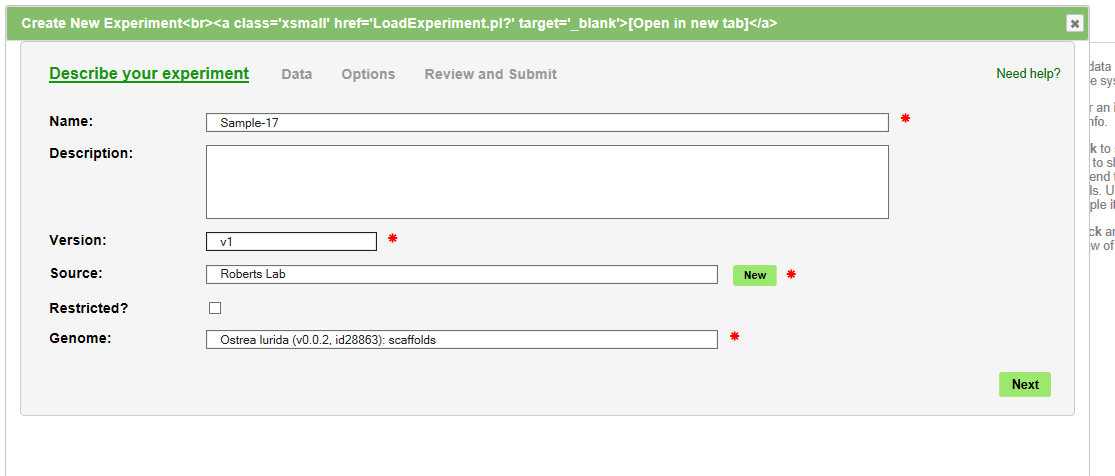 Create New Experiment<br><a class='xsmall' href='LoadExperiment.pl?' target='_blank'>[Open in new tab]</a>
Describe your experiment Data Options Review and Submit Need help?
Name: Sample-17 *
Description:
Version: v1 *
Source: Roberts Lab New *
Restricted?
Genome: Ostrea lurida (v0.0.2, id28863): scaffolds *
Next
data
r an i
nfo.
k to
to sl
end t
ls. U
ple it
ck an
w of